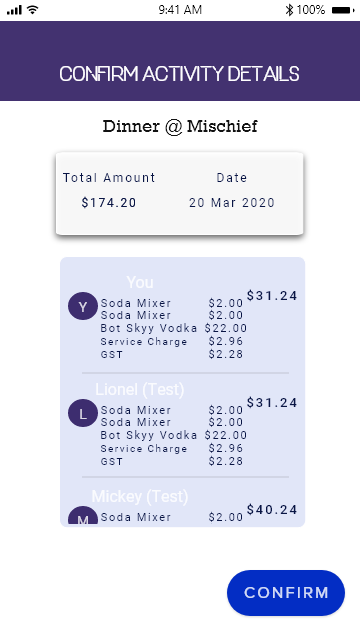 9:41 AM 100%
CONFIRM ACTIVITY DETAILS
Dinner @ Mischief
Total Amount Date
$174.20 20 Mar 2020
You
$31.24
Y
Soda Mixer $2.00
Soda Mixer $2.00
Bot Skyy Vodka $22.00
Service Charge $2.96
GST $2.28
Lionel (Test)
$31.24
L
Soda Mixer $2.00
Soda Mixer $2.00
Bot Skyy Vodka $22.00
Service Charge $2.96
GST $2.28
Mickey (Test)
$40.24
M
Soda Mixer $2.00
CONFIRM